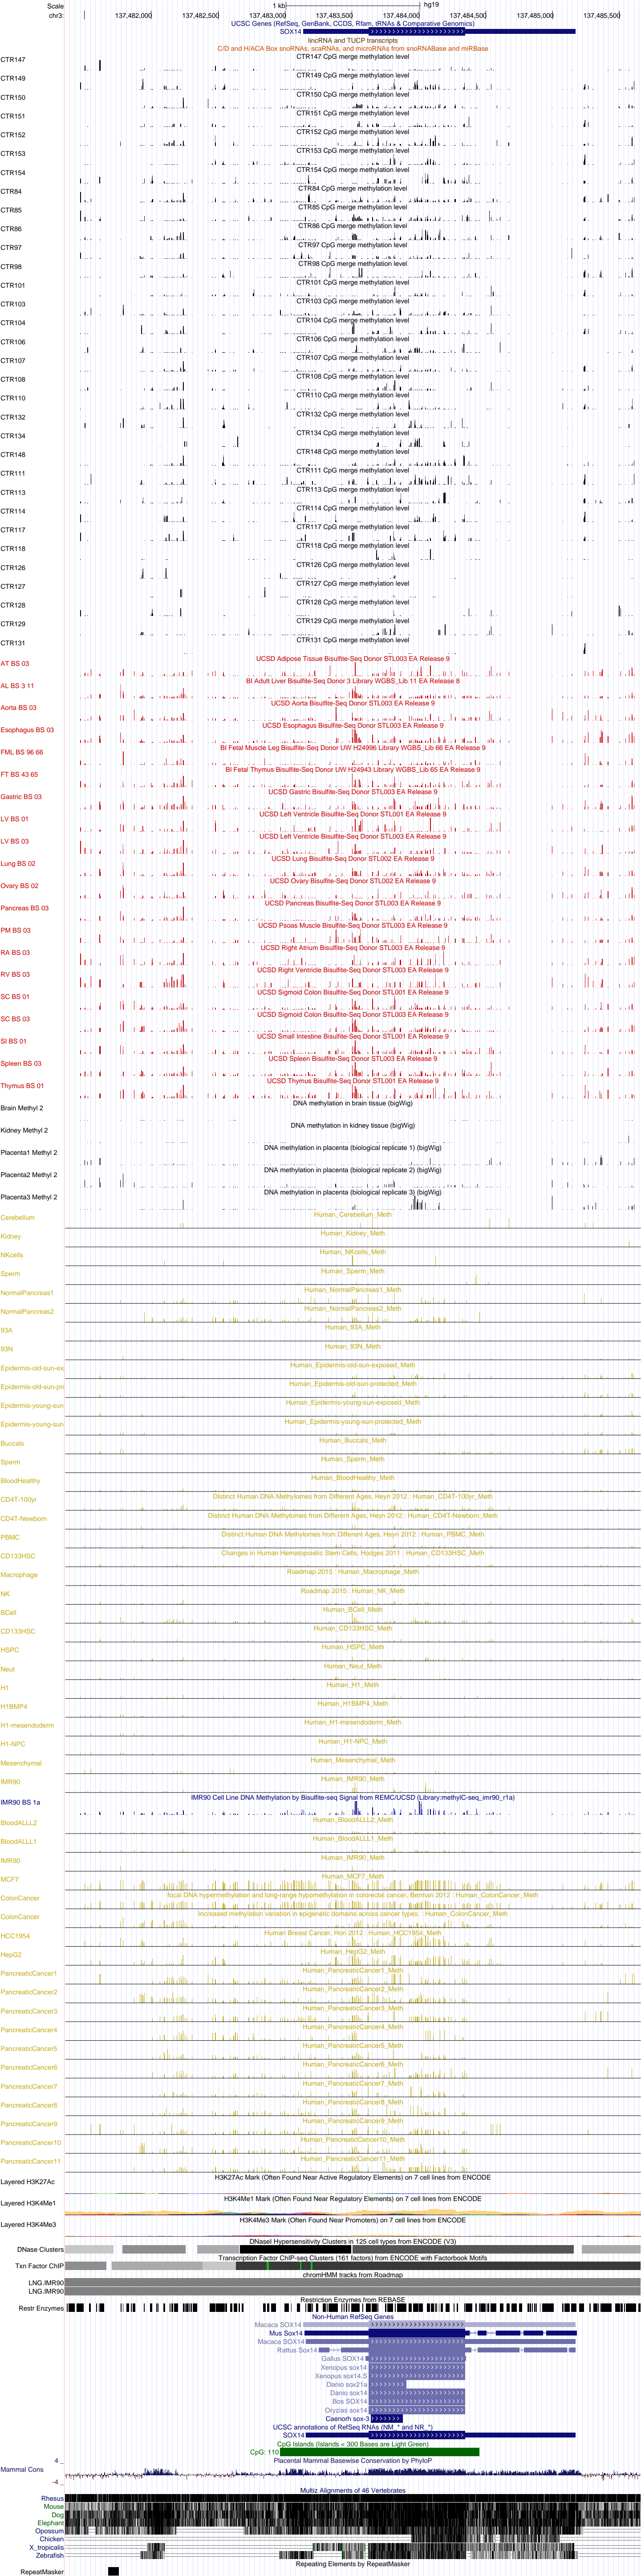 Scale 1 kb hg19
chr3: 137,482,000 137,482,500 137,483,000 137,483,500 137,484,000 137,484,500 137,485,000 137,485,500
UCSC Genes (RefSeq, GenBank, CCDS, Rfam, tRNAs & Comparative Genomics)
SOX14
lincRNA and TUCP transcripts
C/D and H/ACA Box snoRNAs, scaRNAs, and microRNAs from snoRNABase and miRBase
CTR147 CpG merge methylation level
CTR147
CTR149 CpG merge methylation level
CTR149
CTR150 CpG merge methylation level
CTR150
CTR151 CpG merge methylation level
CTR151
CTR152 CpG merge methylation level
CTR152
CTR153 CpG merge methylation level
CTR153
CTR154 CpG merge methylation level
CTR154
CTR84 CpG merge methylation level
CTR84
CTR85 CpG merge methylation level
CTR85
CTR86 CpG merge methylation level
CTR86
CTR97 CpG merge methylation level
CTR97
CTR98 CpG merge methylation level
CTR98
CTR101 CpG merge methylation level
CTR101
CTR103 CpG merge methylation level
CTR103
CTR104 CpG merge methylation level
CTR104
CTR106 CpG merge methylation level
CTR106
CTR107 CpG merge methylation level
CTR107
CTR108 CpG merge methylation level
CTR108
CTR110 CpG merge methylation level
CTR110
CTR132 CpG merge methylation level
CTR132
CTR134 CpG merge methylation level
CTR134
CTR148 CpG merge methylation level
CTR148
CTR111 CpG merge methylation level
CTR111
CTR113 CpG merge methylation level
CTR113
CTR114 CpG merge methylation level
CTR114
CTR117 CpG merge methylation level
CTR117
CTR118 CpG merge methylation level
CTR118
CTR126 CpG merge methylation level
CTR126
CTR127 CpG merge methylation level
CTR127
CTR128 CpG merge methylation level
CTR128
CTR129 CpG merge methylation level
CTR129
CTR131 CpG merge methylation level
CTR131
UCSD Adipose Tissue Bisulfite-Seq Donor STL003 EA Release 9
AT BS 03
BI Adult Liver Bisulfite-Seq Donor 3 Library WGBS_Lib 11 EA Release 8
AL BS 3 11
UCSD Aorta Bisulfite-Seq Donor STL003 EA Release 9
Aorta BS 03
UCSD Esophagus Bisulfite-Seq Donor STL003 EA Release 9
Esophagus BS 03
BI Fetal Muscle Leg Bisulfite-Seq Donor UW H24996 Library WGBS_Lib 66 EA Release 9
FML BS 96 66
BI Fetal Thymus Bisulfite-Seq Donor UW H24943 Library WGBS_Lib 65 EA Release 9
FT BS 43 65
UCSD Gastric Bisulfite-Seq Donor STL003 EA Release 9
Gastric BS 03
UCSD Left Ventricle Bisulfite-Seq Donor STL001 EA Release 9
LV BS 01
UCSD Left Ventricle Bisulfite-Seq Donor STL003 EA Release 9
LV BS 03
UCSD Lung Bisulfite-Seq Donor STL002 EA Release 9
Lung BS 02
UCSD Ovary Bisulfite-Seq Donor STL002 EA Release 9
Ovary BS 02
UCSD Pancreas Bisulfite-Seq Donor STL003 EA Release 9
Pancreas BS 03
UCSD Psoas Muscle Bisulfite-Seq Donor STL003 EA Release 9
PM BS 03
UCSD Right Atrium Bisulfite-Seq Donor STL003 EA Release 9
RA BS 03
UCSD Right Ventricle Bisulfite-Seq Donor STL003 EA Release 9
RV BS 03
UCSD Sigmoid Colon Bisulfite-Seq Donor STL001 EA Release 9
SC BS 01
UCSD Sigmoid Colon Bisulfite-Seq Donor STL003 EA Release 9
SC BS 03
UCSD Small Intestine Bisulfite-Seq Donor STL001 EA Release 9
SI BS 01
UCSD Spleen Bisulfite-Seq Donor STL003 EA Release 9
Spleen BS 03
UCSD Thymus Bisulfite-Seq Donor STL001 EA Release 9
Thymus BS 01
DNA methylation in brain tissue (bigWig)
Brain Methyl 2
DNA methylation in kidney tissue (bigWig)
Kidney Methyl 2
DNA methylation in placenta (biological replicate 1) (bigWig)
Placenta1 Methyl 2
DNA methylation in placenta (biological replicate 2) (bigWig)
Placenta2 Methyl 2
DNA methylation in placenta (biological replicate 3) (bigWig)
Placenta3 Methyl 2
Human_Cerebellum_Meth
Cerebellum
Human_Kidney_Meth
Kidney
Human_NKcells_Meth
NKcells
Human_Sperm_Meth
Sperm
Human_NormalPancreas1_Meth
NormalPancreas1
Human_NormalPancreas2_Meth
NormalPancreas2
Human_93A_Meth
93A
Human_93N_Meth
93N
Human_Epidermis-old-sun-exposed_Meth
Epidermis-old-sun-ex
Human_Epidermis-old-sun-protected_Meth
Epidermis-old-sun-pr
Human_Epidermis-young-sun-exposed_Meth
Epidermis-young-sun
Human_Epidermis-young-sun-protected_Meth
Epidermis-young-sun
Human_Buccals_Meth
Buccals
Human_Sperm_Meth
Sperm
Human_BloodHealthy_Meth
BloodHealthy
Distinct Human DNA Methylomes from Different Ages, Heyn 2012 : Human_CD4T-100yr_Meth
CD4T-100yr
Distinct Human DNA Methylomes from Different Ages, Heyn 2012 : Human_CD4T-Newborn_Meth
CD4T-Newborn
Distinct Human DNA Methylomes from Different Ages, Heyn 2012 : Human_PBMC_Meth
PBMC
Changes in Human Hematopoietic Stem Cells, Hodges 2011 : Human_CD133HSC_Meth
CD133HSC
Roadmap 2015 : Human_Macrophage_Meth
Macrophage
Roadmap 2015 : Human_NK_Meth
NK
Human_BCell_Meth
BCell
Human_CD133HSC_Meth
CD133HSC
Human_HSPC_Meth
HSPC
Human_Neut_Meth
Neut
Human_H1_Meth
H1
Human_H1BMP4_Meth
H1BMP4
Human_H1-mesendoderm_Meth
H1-mesendoderm
Human_H1-NPC_Meth
H1-NPC
Human_Mesenchymal_Meth
Mesenchymal
Human_IMR90_Meth
IMR90
IMR90 Cell Line DNA Methylation by Bisulfite-seq Signal from REMC/UCSD (Library:methylC-seq_imr90_r1a)
IMR90 BS 1a
Human_BloodALLL2_Meth
BloodALLL2
Human_BloodALLL1_Meth
BloodALLL1
Human_IMR90_Meth
IMR90
Human_MCF7_Meth
MCF7
focal DNA hypermethylation and long-range hypomethylation in colorectal cancer, Berman 2012 : Human_ColonCancer_Meth
ColonCancer
Increased methylation variation in epigenetic domains across cancer types. : Human_ColonCancer_Meth
ColonCancer
Human Breast Cancer, Hon 2012 : Human_HCC1954_Meth
HCC1954
Human_HepG2_Meth
HepG2
Human_PancreaticCancer1_Meth
PancreaticCancer1
Human_PancreaticCancer2_Meth
PancreaticCancer2
Human_PancreaticCancer3_Meth
PancreaticCancer3
Human_PancreaticCancer4_Meth
PancreaticCancer4
Human_PancreaticCancer5_Meth
PancreaticCancer5
Human_PancreaticCancer6_Meth
PancreaticCancer6
Human_PancreaticCancer7_Meth
PancreaticCancer7
Human_PancreaticCancer8_Meth
PancreaticCancer8
Human_PancreaticCancer9_Meth
PancreaticCancer9
Human_PancreaticCancer10_Meth
PancreaticCancer10
Human_PancreaticCancer11_Meth
PancreaticCancer11
H3K27Ac Mark (Often Found Near Active Regulatory Elements) on 7 cell lines from ENCODE
Layered H3K27Ac
H3K4Me1 Mark (Often Found Near Regulatory Elements) on 7 cell lines from ENCODE
Layered H3K4Me1
H3K4Me3 Mark (Often Found Near Promoters) on 7 cell lines from ENCODE
Layered H3K4Me3
DNaseI Hypersensitivity Clusters in 125 cell types from ENCODE (V3)
DNase Clusters
Transcription Factor ChIP-seq Clusters (161 factors) from ENCODE with Factorbook Motifs
Txn Factor ChIP
chromHMM tracks from Roadmap
LNG.IMR90
LNG.IMR90
Restriction Enzymes from REBASE
Restr Enzymes
Non-Human RefSeq Genes
Macaca SOX14
Mus Sox14
Macaca SOX14
Rattus Sox14
Gallus SOX14
Xenopus sox14
Xenopus sox14.S
Danio sox21a
Danio sox14
Bos SOX14
Oryzias sox14
Caenorh sox-3
UCSC annotations of RefSeq RNAs (NM_* and NR_*)
SOX14
CpG Islands (Islands < 300 Bases are Light Green)
CpG: 110
Placental Mammal Basewise Conservation by PhyloP
4 _
Mammal Cons
-4 _
Multiz Alignments of 46 Vertebrates
Rhesus
Mouse
Dog
Elephant
Opossum
Chicken
X_tropicalis
Zebrafish
Repeating Elements by RepeatMasker
RepeatMasker